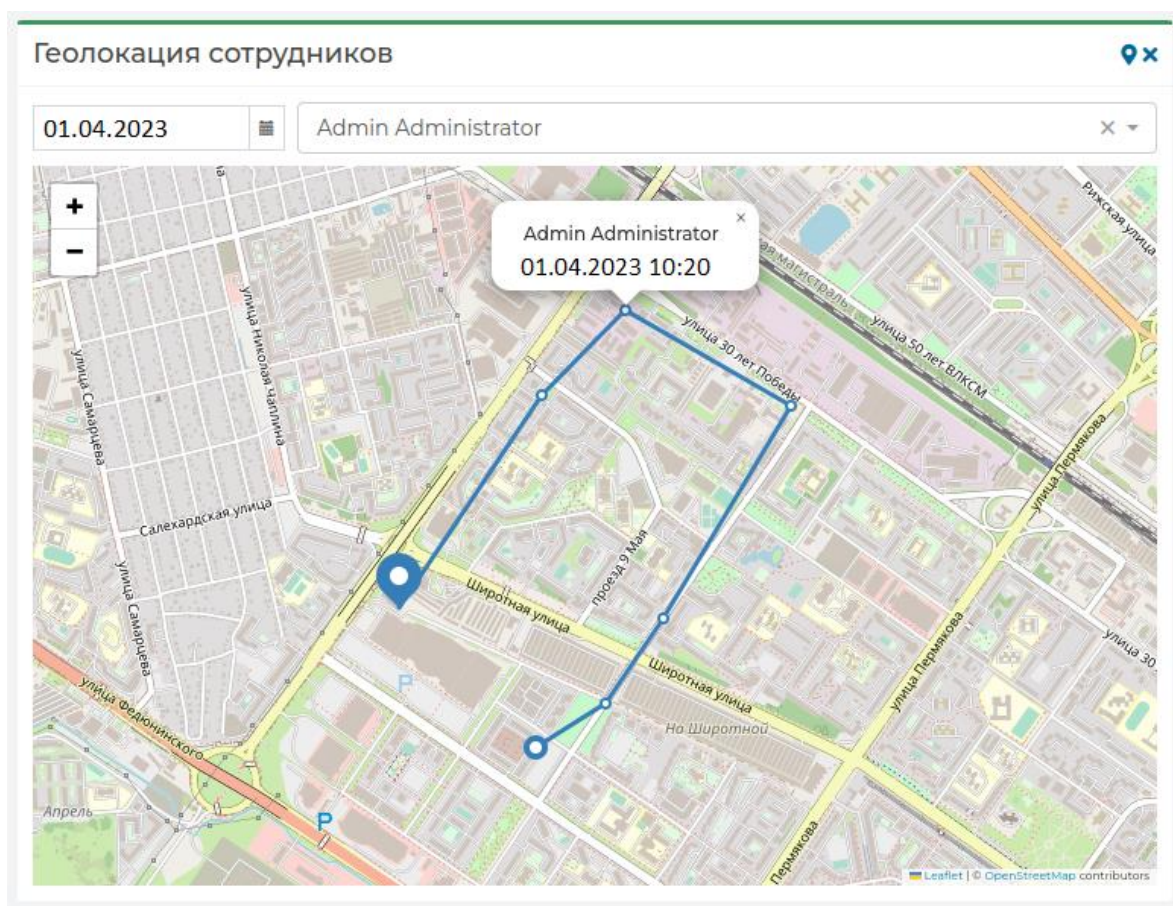 Геолокация сотрудников
01.04.2023
Admin Administrator
+
−
Admin Administrator
01.04.2023 10:20
Рижская улица
улица Николая Чаплина
улица Самарцева
улица 30 лет Победы
улица 50 лет ВЛКСМ
улица Пермякова
Салехардская улица
улица Самарцева
проезд 9 Мая
Широтная улица
Широтная улица
улица Пермякова
улица 30
улица Федюнинского
P
На Широтной
Апрель
P
Пермякова
Leaflet | © OpenStreetMap contributors